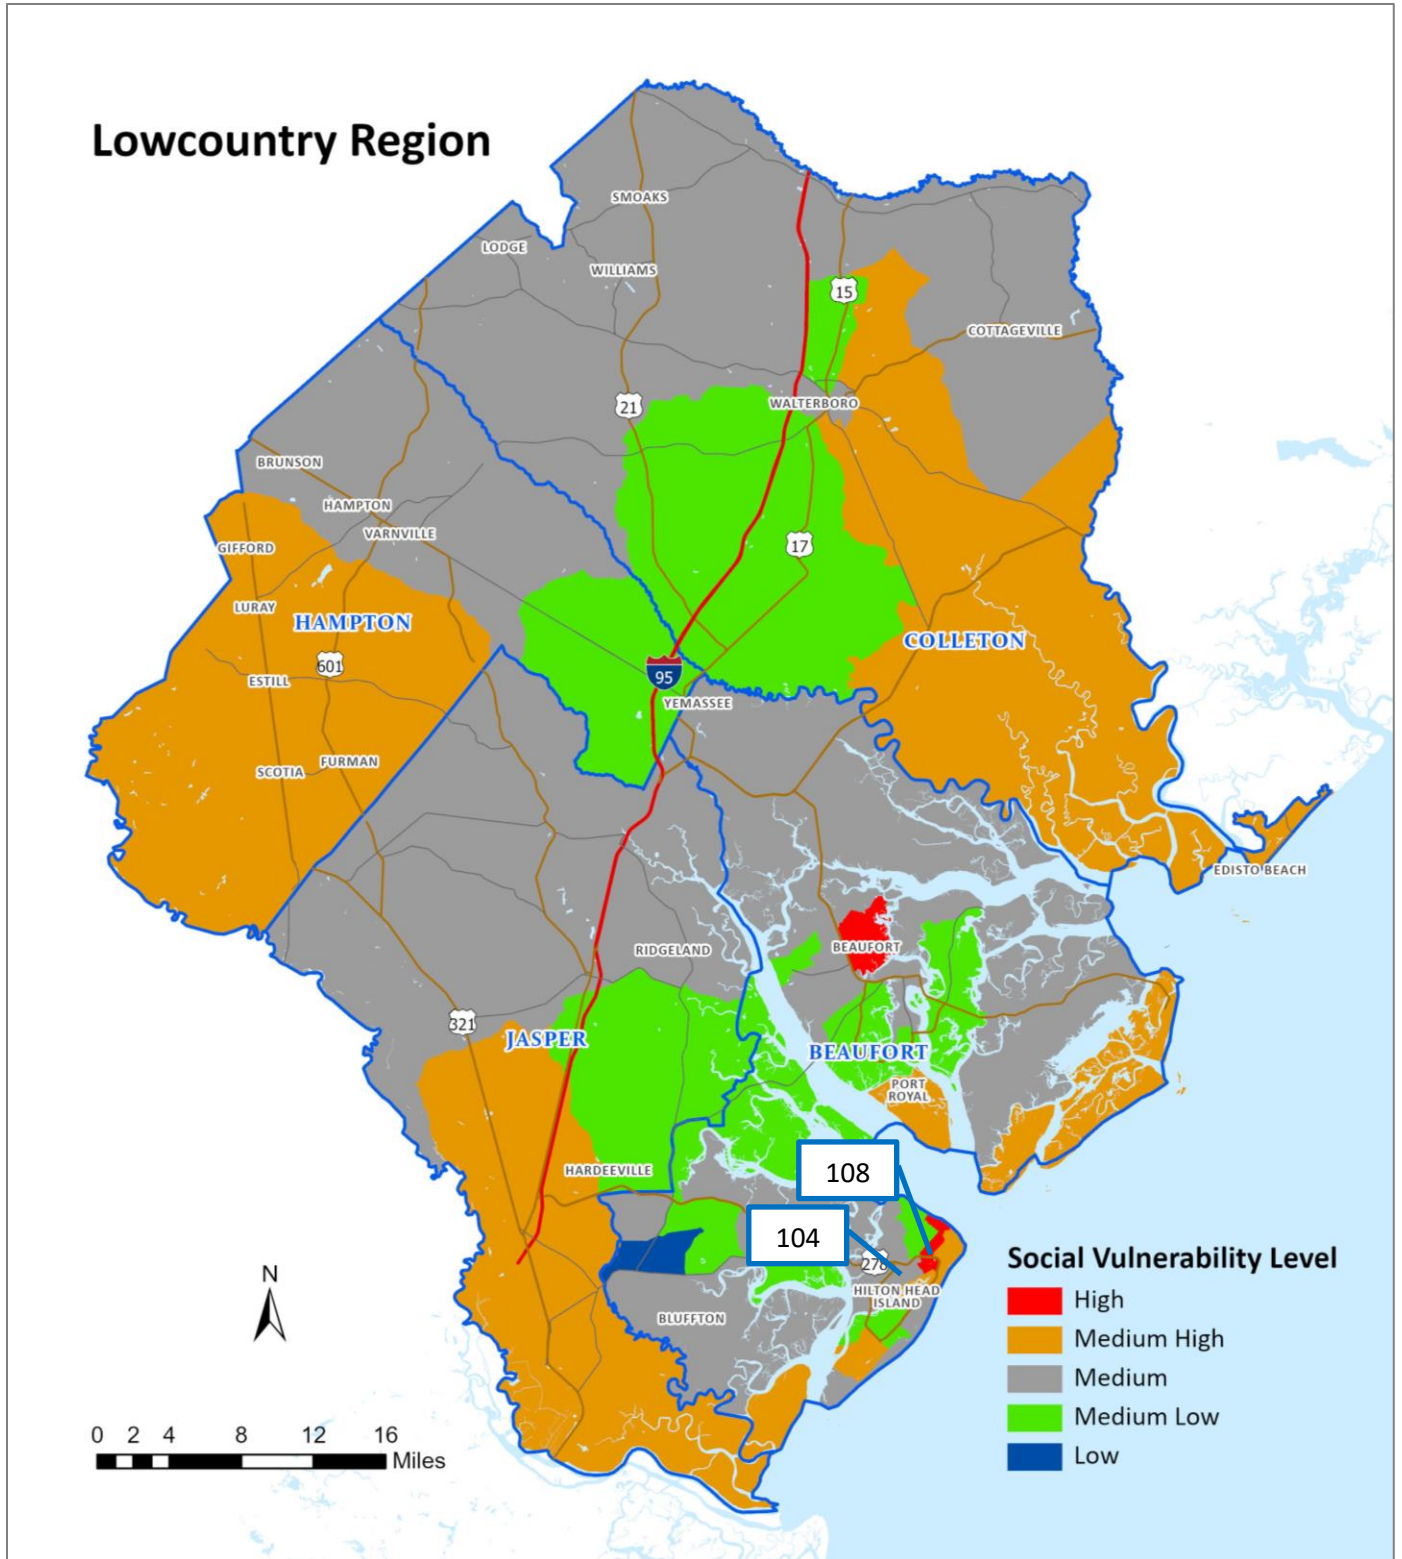 Lowcountry Region
SMOAKS
LODGE
WILLIAMS
15
COTTAGEVILLE
21
WALTERBORO
BRUNSON
HAMPTON
VARNVILLE
GIFFORD
17
LURAY
HAMPTON
COLLETON
601
ESTILL
95
YEMASSEE
FURMAN
SCOTIA
EDISTO BEACH
BEAUFORT
RIDGELAND
321
JASPER
BEAUFORT
PORT
ROYAL
HARDEEVILLE
108
104
278
HILTON HEAD
ISLAND
BLUFFTON
N
0 2 4 8 12 16
Miles
Social Vulnerability Level
High
Medium High
Medium
Medium Low
Low